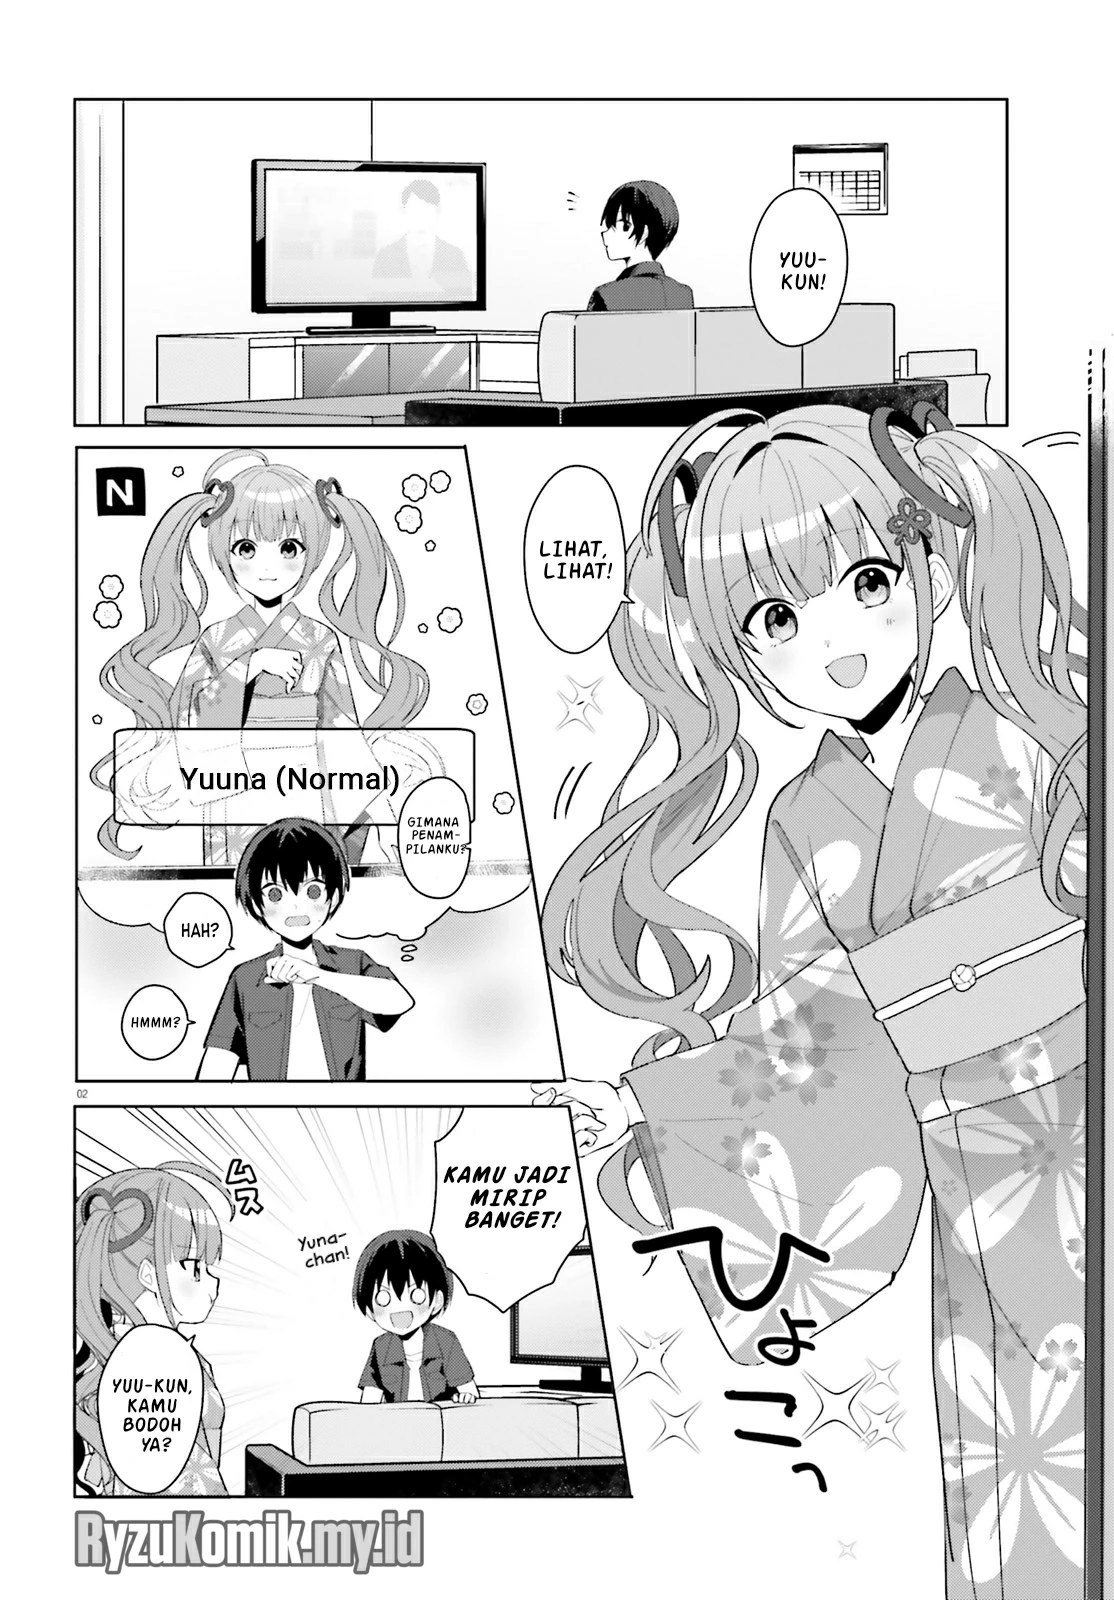 YUU-
KUN!
LIHAT,
LIHAT!
N
Yuuna (Normal)
GIMANA
PENAM-
PILANKU?
HAH?
HMMM?
ひょこっ
02
KAMU JADI
MIRIP
BANGET!
ムス
Yuna-
chan!
YUU-KUN,
KAMU
BODOH
YA?
RyzuKomik.my.id